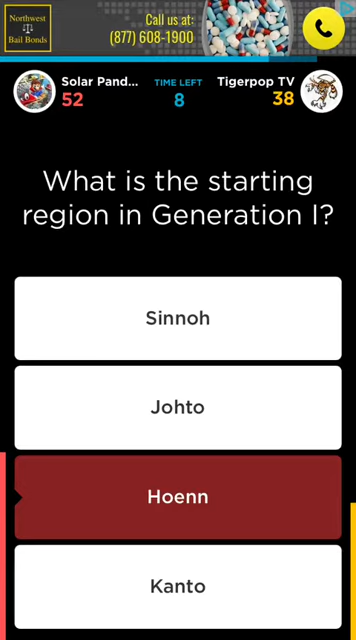 Northwest
Bail Bonds
Call us at:
(877) 608-1900
Solar Pand...
52
TIME LEFT
8
Tigerpop TV
38
What is the starting
region in Generation I?
Sinnoh
Johto
Hoenn
Kanto